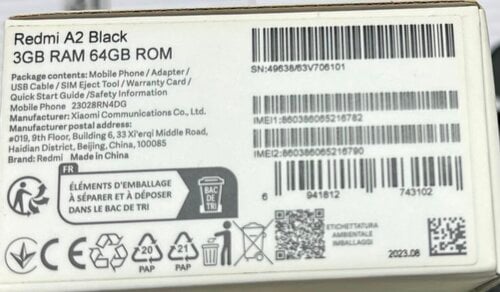 Redmi A2 Black
3GB RAM 64GB ROM
Package contents: Mobile Phone / Adapter /
USB Cable / SIM Eject Tool / Warranty Card /
Quick Start Guide /Safety Information
Mobile Phone 23028RN4DG
Manufacturer: Xiaomi Communications Co., Ltd.
Manufacturer postal address:
#019, 9th Floor, Building 6, 33 Xi'erqi Middle Road,
Haidian District, Beijing, China, 100085
Brand: Redmi Made in China
SN:49638/63V706101
IMEI1:860386065216782
IMEI2:860386065216790
6 941812 743102
FR
ÉLÉMENTS D'EMBALLAGE
À SÉPARER ET À DÉPOSER
DANS LE BAC DE TRI
BAC
DE TRI
20
PAP
21
PAP
ETICHETTATURA
AMBIENTALE
IMBALLAGGI
2023.08